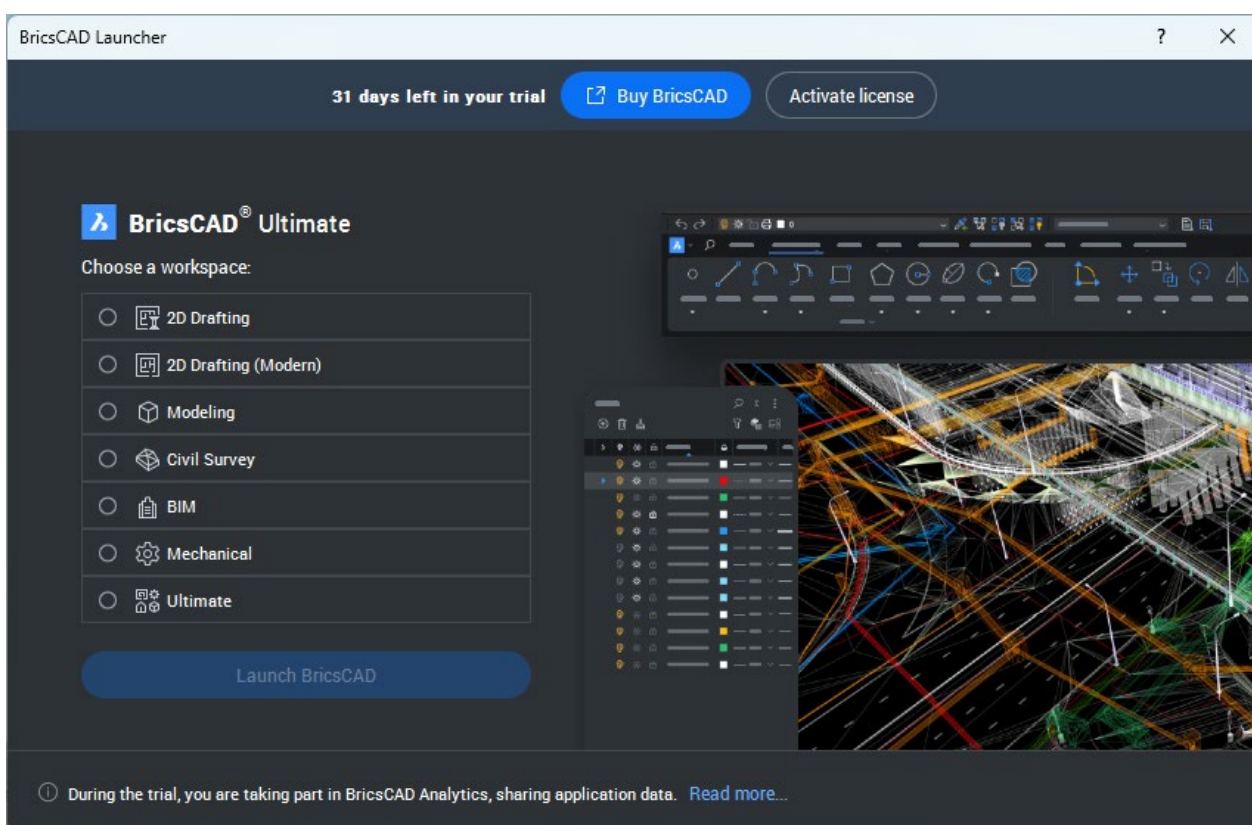 BricsCAD Launcher
?
31 days left in your trial
Buy BricsCAD
Activate license
BricsCAD® Ultimate
Choose a workspace:
2D Drafting
2D Drafting (Modern)
Modeling
Civil Survey
BIM
Mechanical
Ultimate
Launch BricsCAD
0
During the trial, you are taking part in BricsCAD Analytics, sharing application data. Read more...